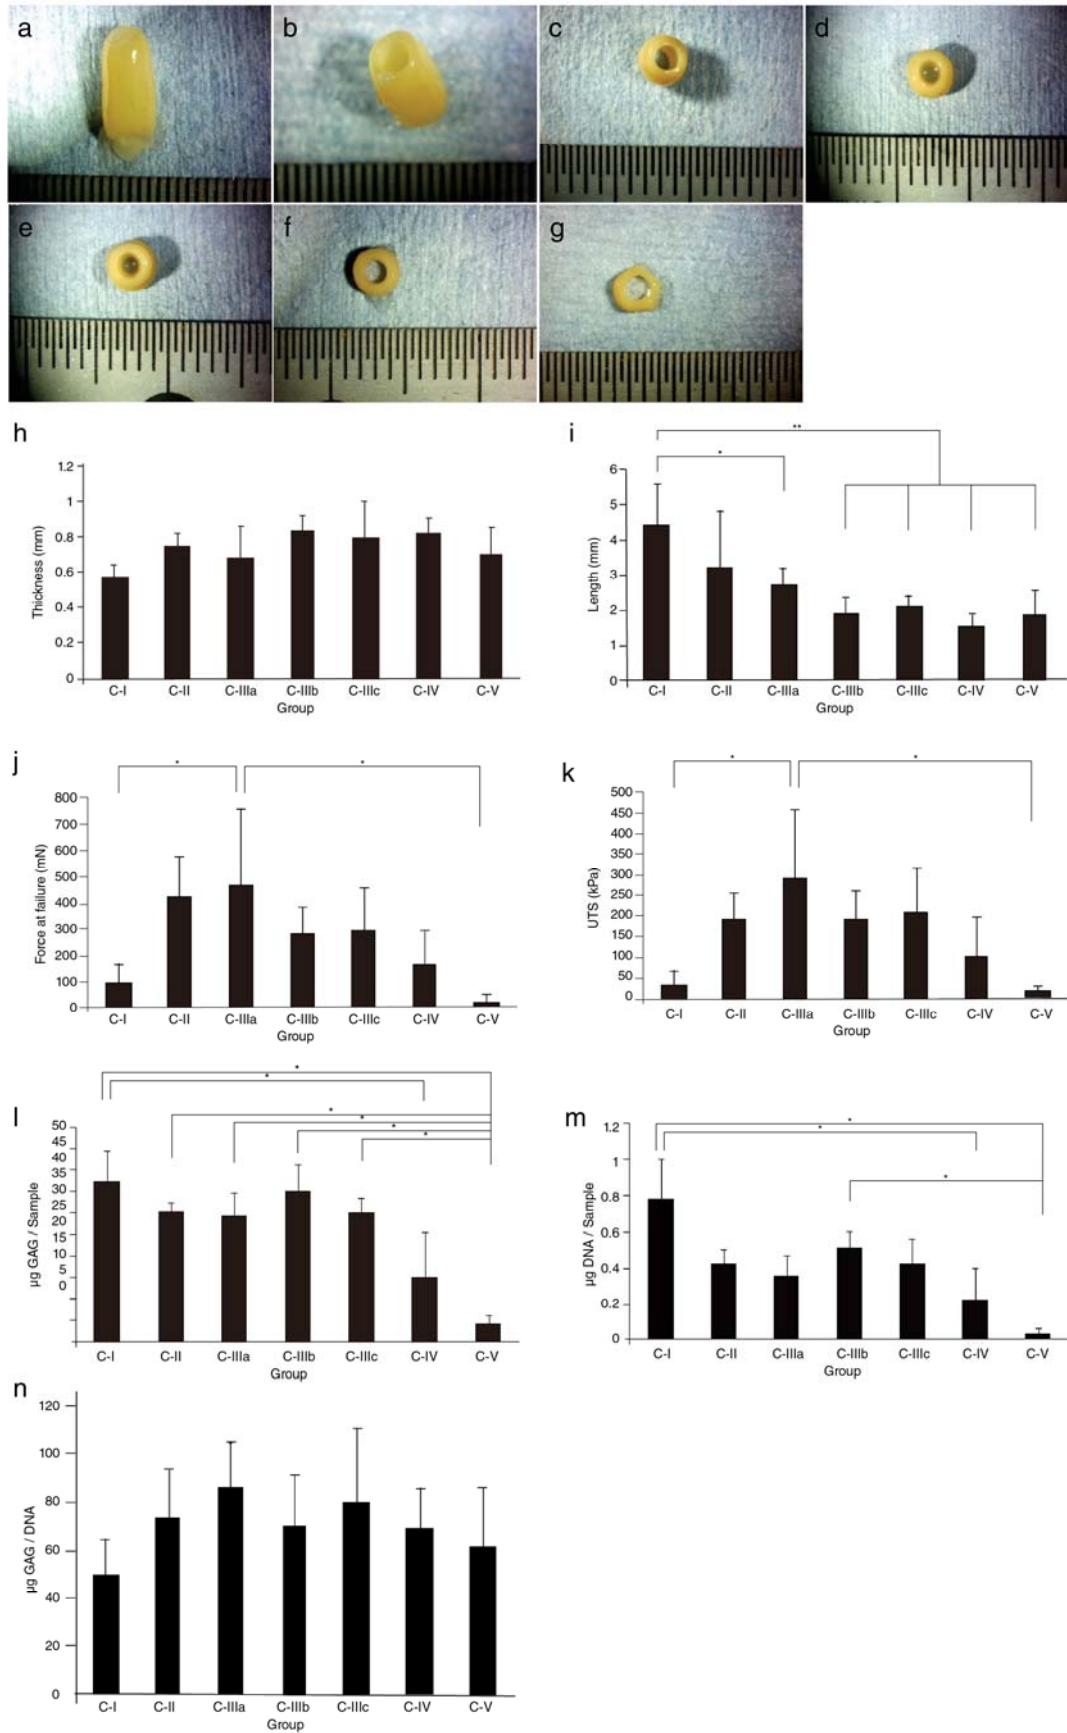 a b c d
e f g
h
1.2
1
0.8
0.6
0.4
0.2
0
Thickness (mm)
C-I C-II C-IIIa C-IIIb C-IIIc C-IV C-V
Group
i
**
*
6
5
4
3
2
1
0
Length (mm)
C-I C-II C-IIIa C-IIIb C-IIIc C-IV C-V
Group
j
* *
800
700
600
500
400
300
200
100
0
Force at failure (mN)
C-I C-II C-IIIa C-IIIb C-IIIc C-IV C-V
Group
k
* *
500
450
400
350
300
250
200
150
100
50
0
UTS (kPa)
C-I C-II C-IIIa C-IIIb C-IIIc C-IV C-V
Group
l
*
*
*
*
*
*
50
45
40
35
30
25
20
15
10
5
0
µg GAG / Sample
C-I C-II C-IIIa C-IIIb C-IIIc C-IV C-V
Group
m
*
*
*
1.2
1
0.8
0.6
0.4
0.2
0
µg DNA / Sample
C-I C-II C-IIIa C-IIIb C-IIIc C-IV C-V
Group
n
120
100
80
60
40
20
0
µg GAG / DNA
C-I C-II C-IIIa C-IIIb C-IIIc C-IV C-V
Group